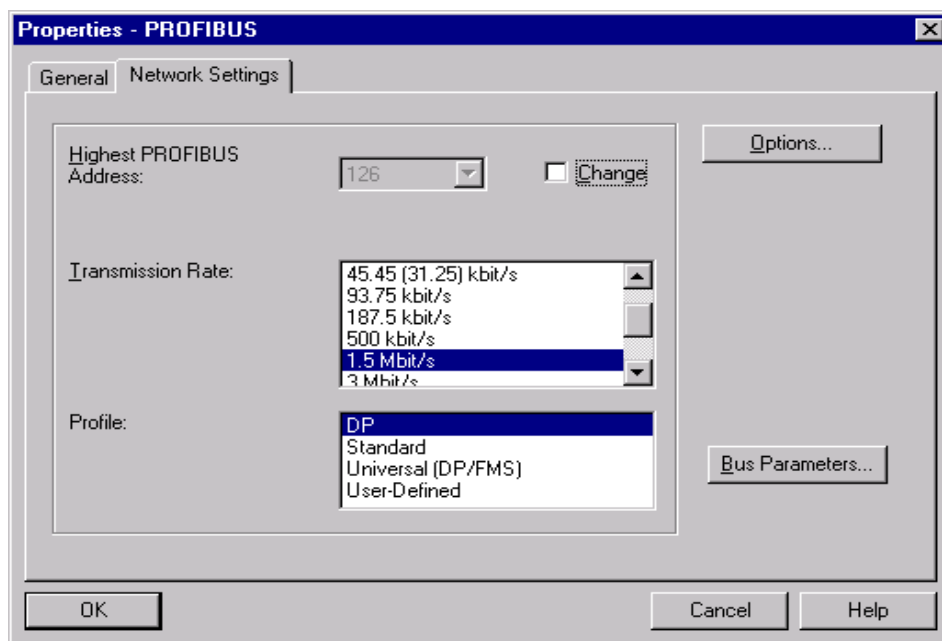 Properties - PROFIBUS
General
Network Settings
Highest PROFIBUS
Address:
126
Change
Options...
Transmission Rate:
45.45 (31.25) kbit/s
93.75 kbit/s
187.5 kbit/s
500 kbit/s
1.5 Mbit/s
3 Mbit/s
Profile:
DP
Standard
Universal (DP/FMS)
User-Defined
Bus Parameters...
OK
Cancel
Help